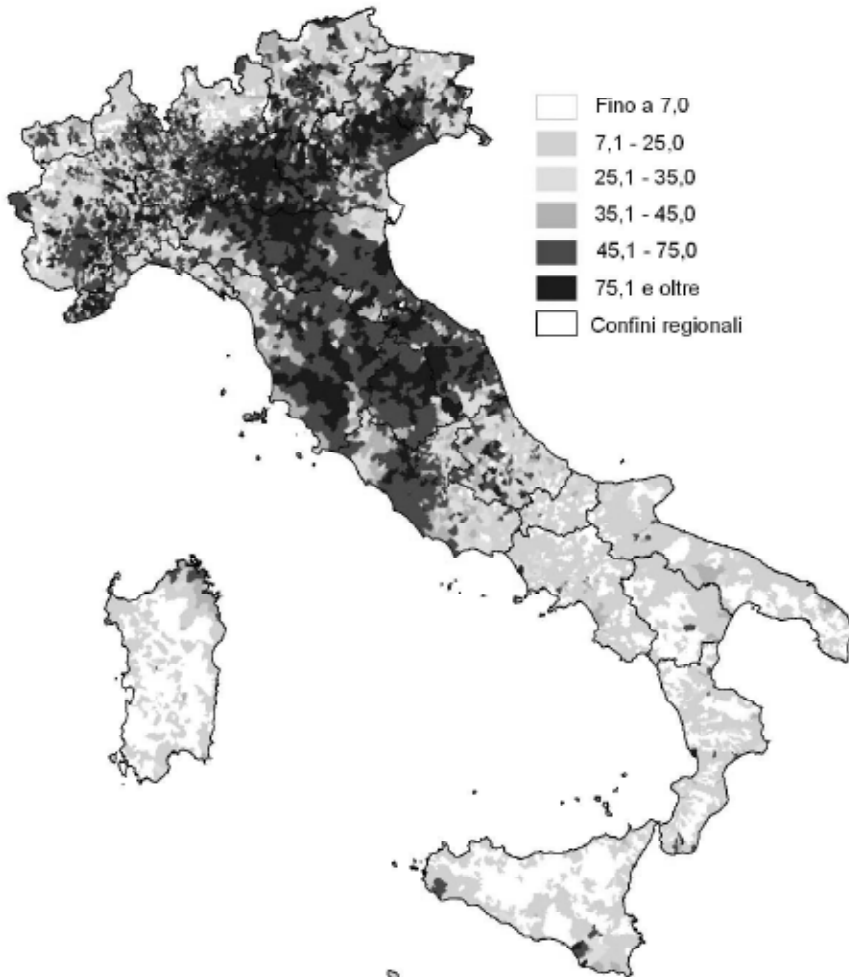 Fino a 7,0
7,1 - 25,0
25,1 - 35,0
35,1 - 45,0
45,1 - 75,0
75,1 e oltre
Confini regionali